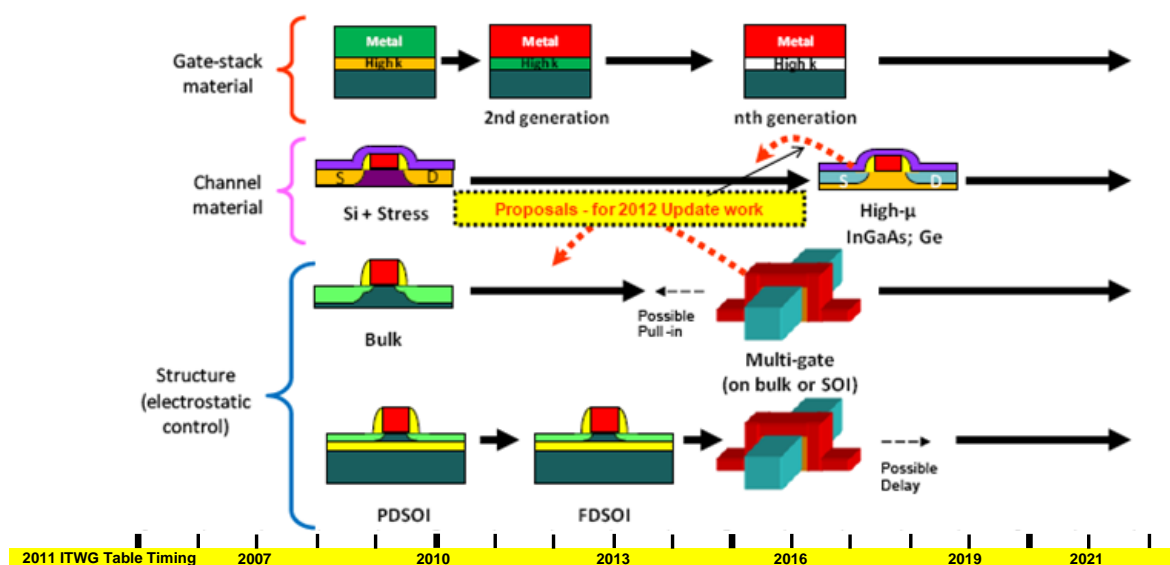 Metal
High k
Metal
High k
Metal
High k
Gate-stack
material
2nd generation
nth generation
S
D
S
D
Channel
material
Si + Stress
Proposals - for 2012 Update work
High-μ
InGaAs; Ge
Possible
Pull-in
Bulk
Multi-gate
(on bulk or SOI)
Structure
(electrostatic
control)
Possible
Delay
PDSOI
FDSOI
2011 ITWG Table Timing 2007 2010 2013 2016 2019 2021